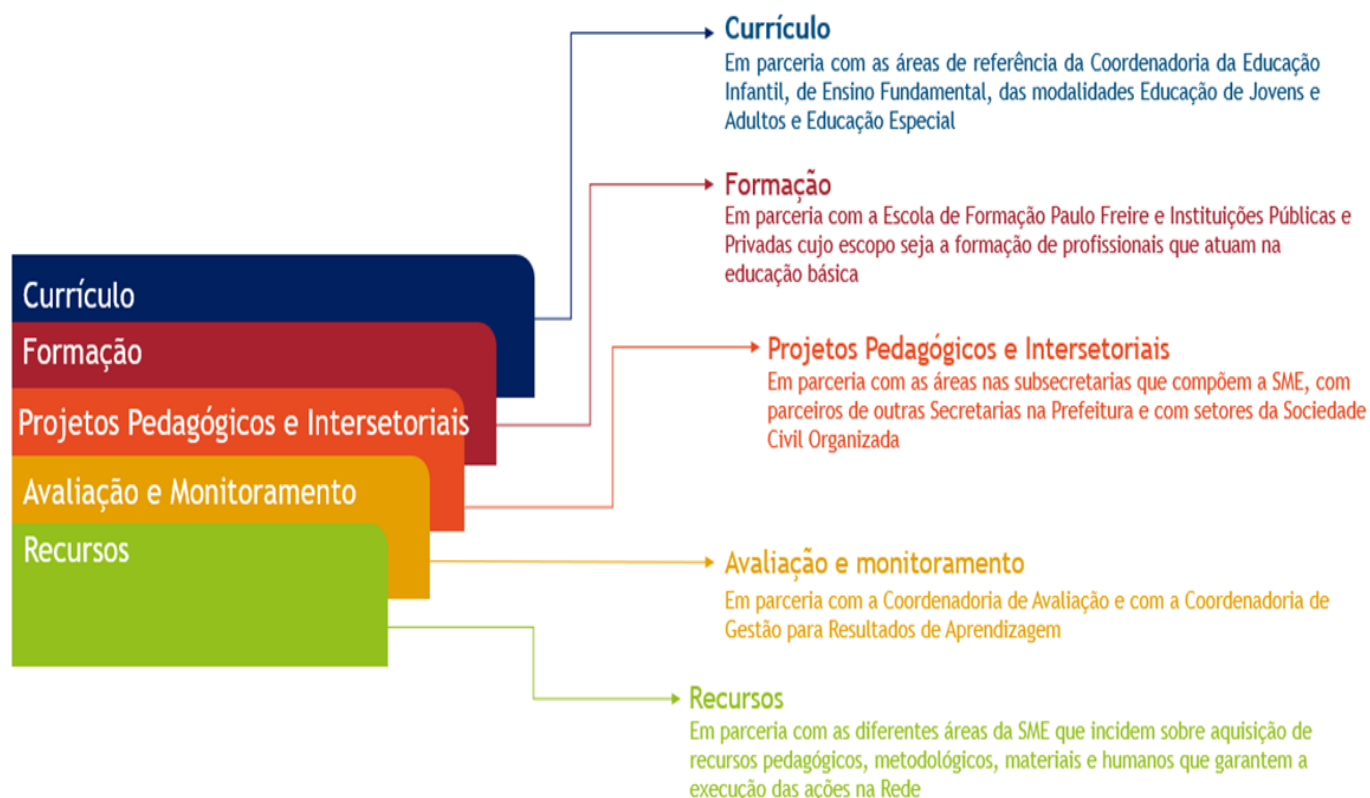 Currículo
Formação
Projetos Pedagógicos e Intersetoriais
Avaliação e Monitoramento
Recursos
Currículo
Em parceria com as áreas de referência da Coordenadoria da Educação
Infantil, de Ensino Fundamental, das modalidades Educação de Jovens e
Adultos e Educação Especial
Formação
Em parceria com a Escola de Formação Paulo Freire e Instituições Públicas e
Privadas cujo escopo seja a formação de profissionais que atuam na
educação básica
Projetos Pedagógicos e Intersetoriais
Em parceria com as áreas nas subsecretarias que compõem a SME, com
parceiros de outras Secretarias na Prefeitura e com setores da Sociedade
Civil Organizada
Avaliação e monitoramento
Em parceria com a Coordenadoria de Avaliação e com a Coordenadoria de
Gestão para Resultados de Aprendizagem
Recursos
Em parceria com as diferentes áreas da SME que incidem sobre aquisição de
recursos pedagógicos, metodológicos, materiais e humanos que garantem a
execução das ações na Rede